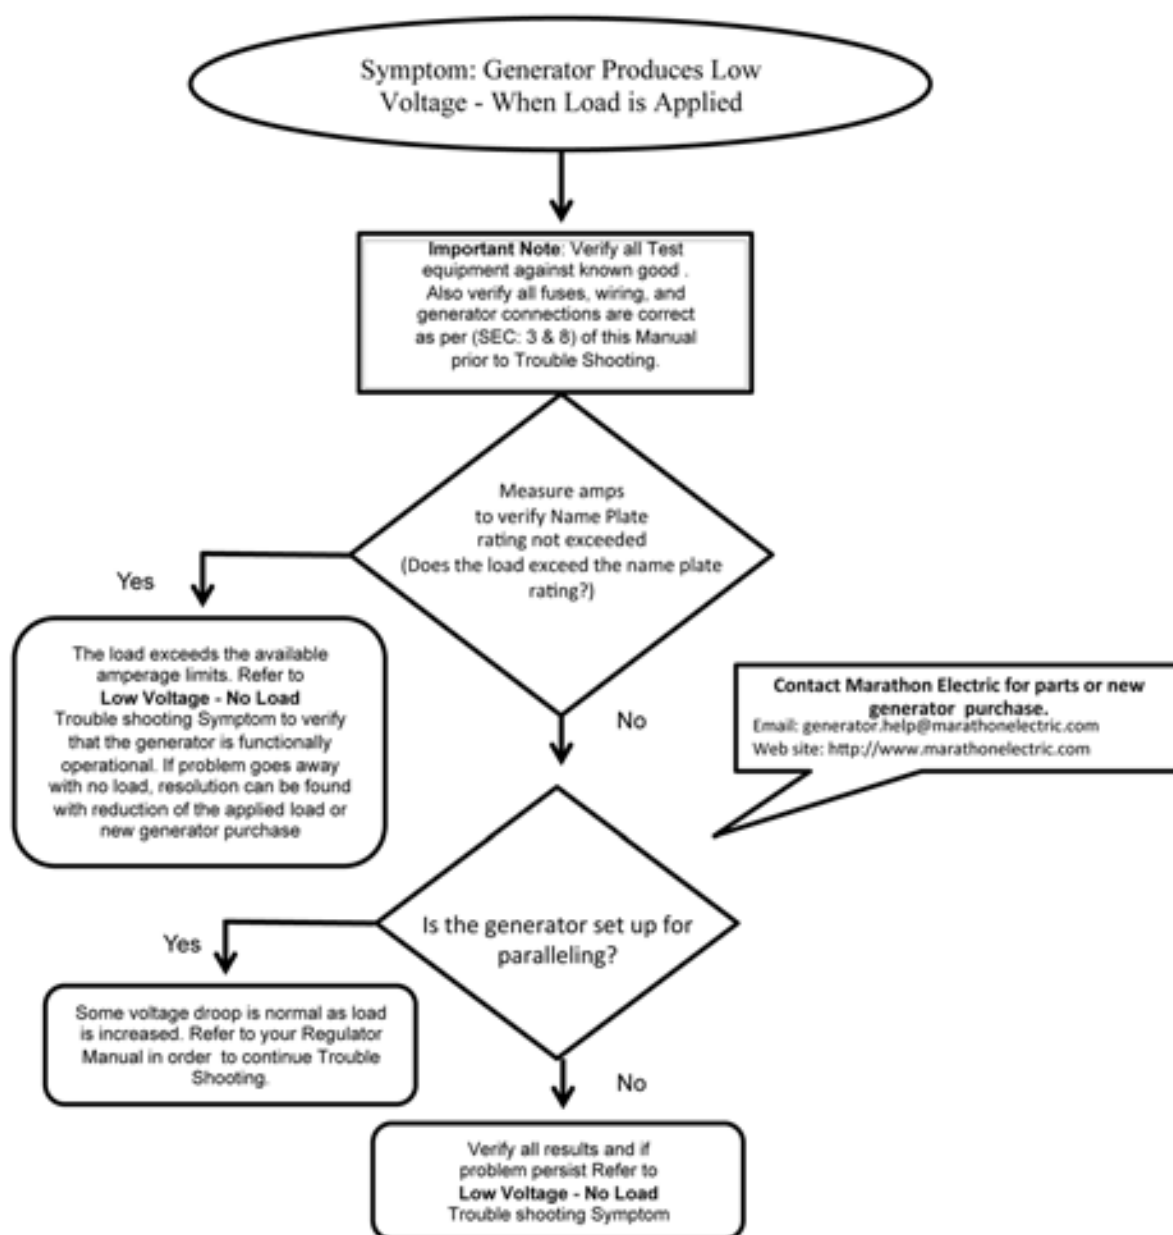 Symptom: Generator Produces Low
Voltage - When Load is Applied
Important Note: Verify all Test
equipment against known good .
Also verify all fuses, wiring, and
generator connections are correct
as per (SEC: 3 & 8) of this Manual
prior to Trouble Shooting.
Measure amps
to verify Name Plate
rating not exceeded
(Does the load exceed the name plate
rating?)
Yes
The load exceeds the available
amperage limits. Refer to
Low Voltage - No Load
Trouble shooting Symptom to verify
that the generator is functionally
operational. If problem goes away
with no load, resolution can be found
with reduction of the applied load or
new generator purchase
No
Contact Marathon Electric for parts or new
generator purchase.
Email: generator.help@marathonelectric.com
Web site: http://www.marathonelectric.com
Is the generator set up for
paralleling?
Yes
Some voltage droop is normal as load
is increased. Refer to your Regulator
Manual in order to continue Trouble
Shooting.
No
Verify all results and if
problem persist Refer to
Low Voltage - No Load
Trouble shooting Symptom